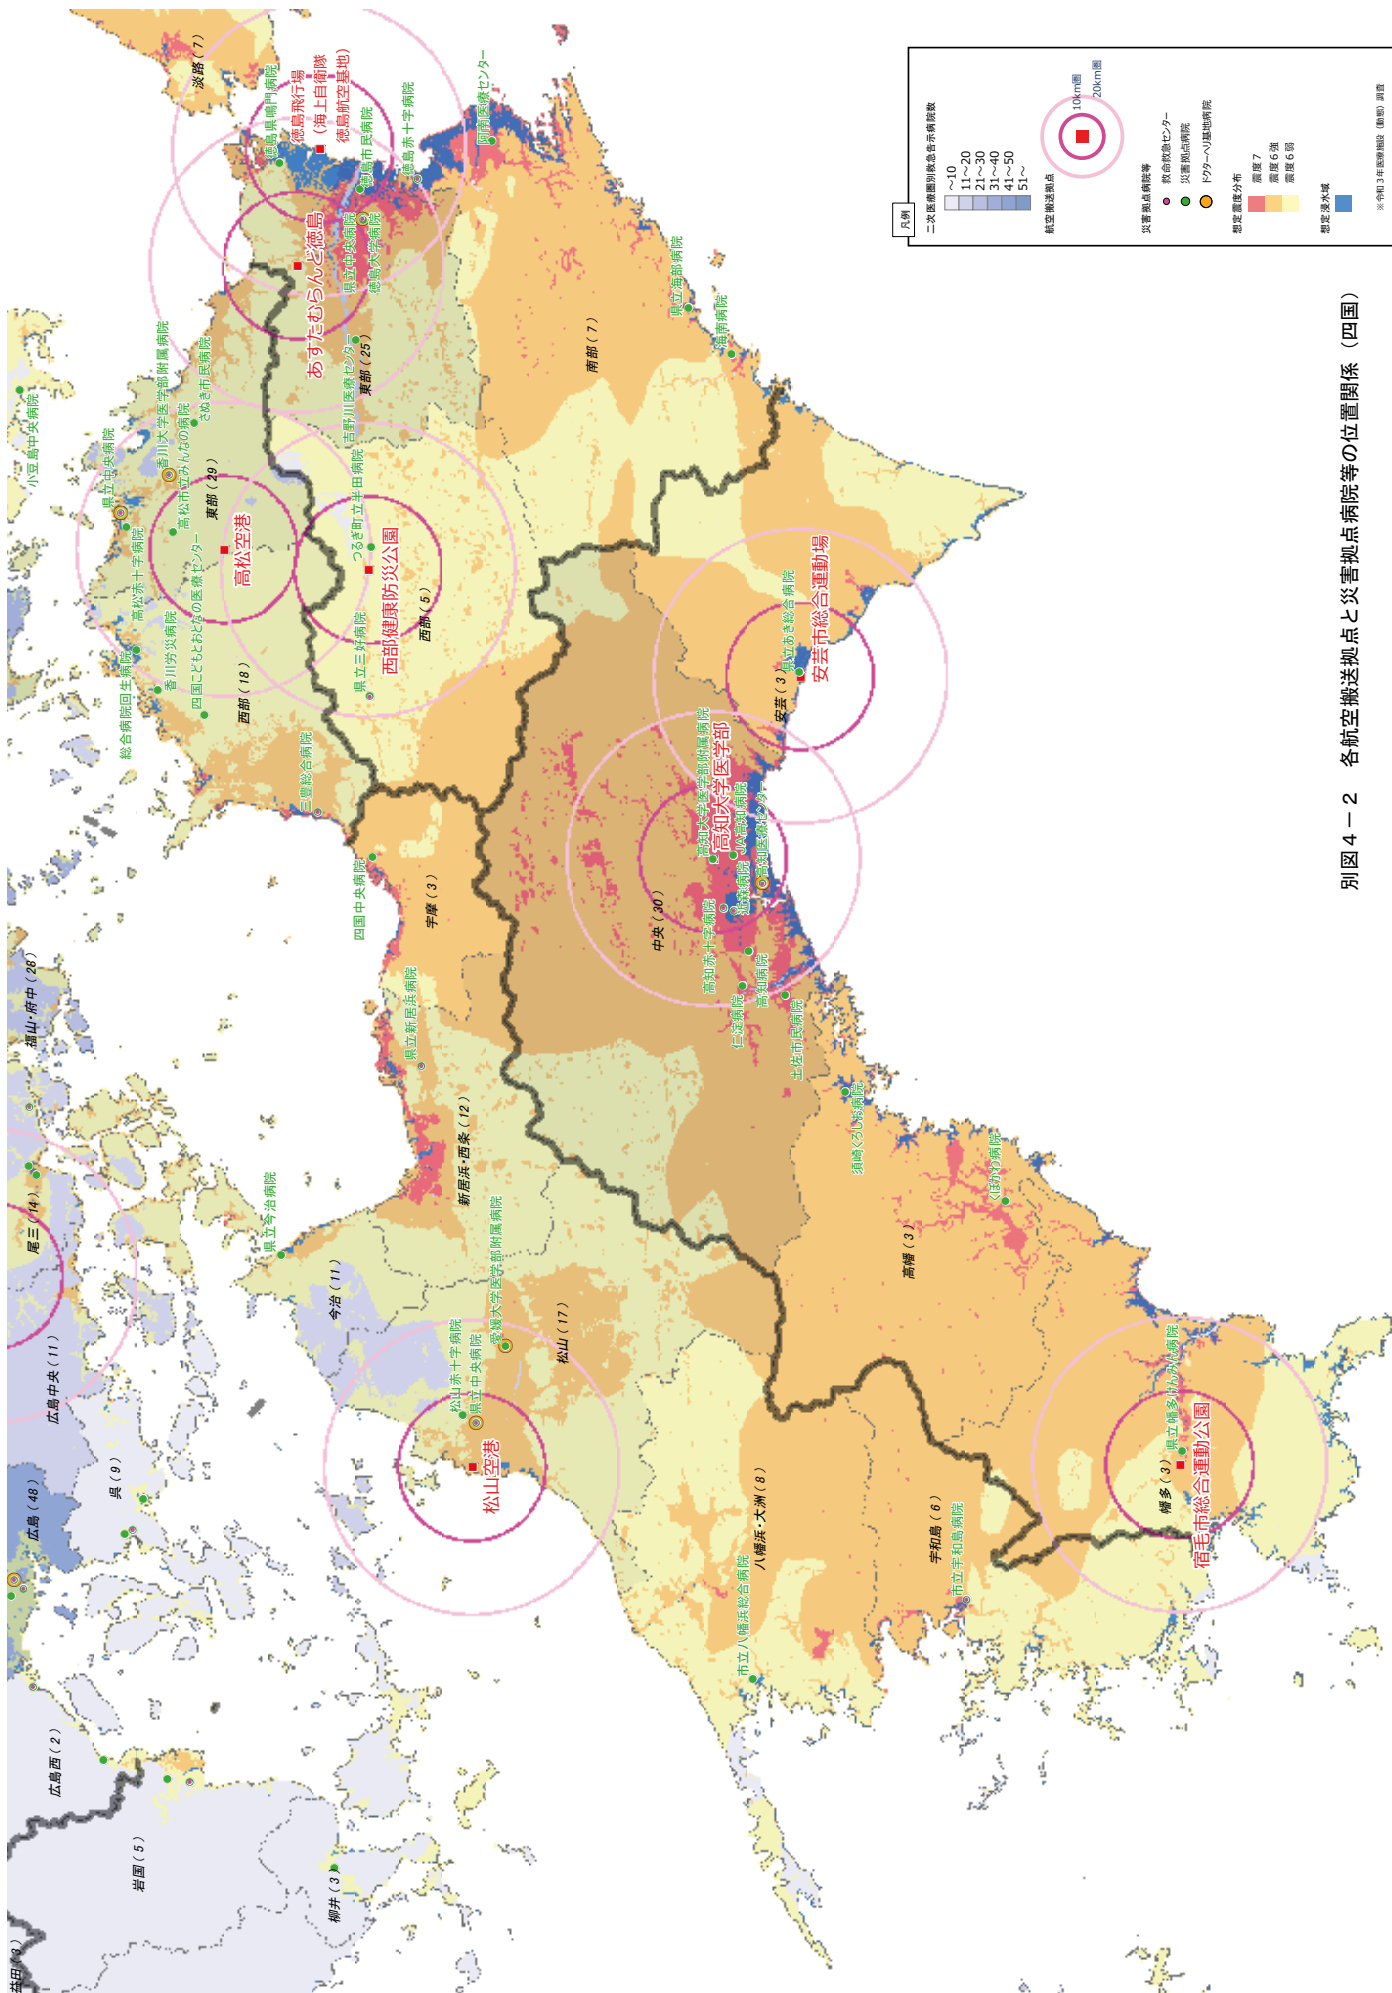 別図４－２　各航空搬送拠点と災害拠点病院等の位置関係（四国）
凡例
二次医療圏別救急告示病院数
～10
11～20
21～30
31～40
41～50
51～
航空搬送拠点
10km圏
20km圏
災害拠点病院等
救命救急センター
災害拠点病院
ドクターヘリ基地病院
想定震度分布
震度７
震度６強
震度６弱
想定浸水域
※令和３年医療施設（動態）調査
益田(3)
岩国(5)
柳井(3)
広島西(2)
広島(48)
呉(9)
広島中央(11)
尾三(14)
福山・府中(28)
淡路(7)
小豆島中央病院
県立中央病院
高松赤十字病院
香川大学医学部附属病院
高松市立みんなの病院
さぬき市民病院
東部(29)
高松空港
総合病院回生病院
香川労災病院
四国こどもとおとなの医療センター
西部(18)
三豊総合病院
徳島県鳴門病院
徳島飛行場
（海上自衛隊
徳島航空基地）
徳島市民病院
徳島赤十字病院
阿南医療センター
あすたむらんど徳島
県立中央病院
徳島大学病院
吉野川医療センター
東部(25)
つるぎ町立半田病院
西部健康防災公園
県立三好病院
西部(5)
南部(7)
県立海部病院
海南病院
四国中央病院
宇摩(3)
県立新居浜病院
新居浜・西条(12)
県立今治病院
今治(11)
愛媛大学医学部附属病院
松山赤十字病院
県立中央病院
松山(17)
松山空港
市立八幡浜総合病院
八幡浜・大洲(8)
宇和島(6)
市立宇和島病院
県立あき総合病院
安芸市総合運動場
安芸(3)
高知大学医学部附属病院
高知大学医学部
JA高知病院
高知医療センター
近森病院
高知赤十字病院
中央(30)
高知病院
仁淀病院
土佐市民病院
須崎くろしお病院
くぼかわ病院
高幡(3)
県立幡多けんみん病院
幡多(3)
宿毛市総合運動公園